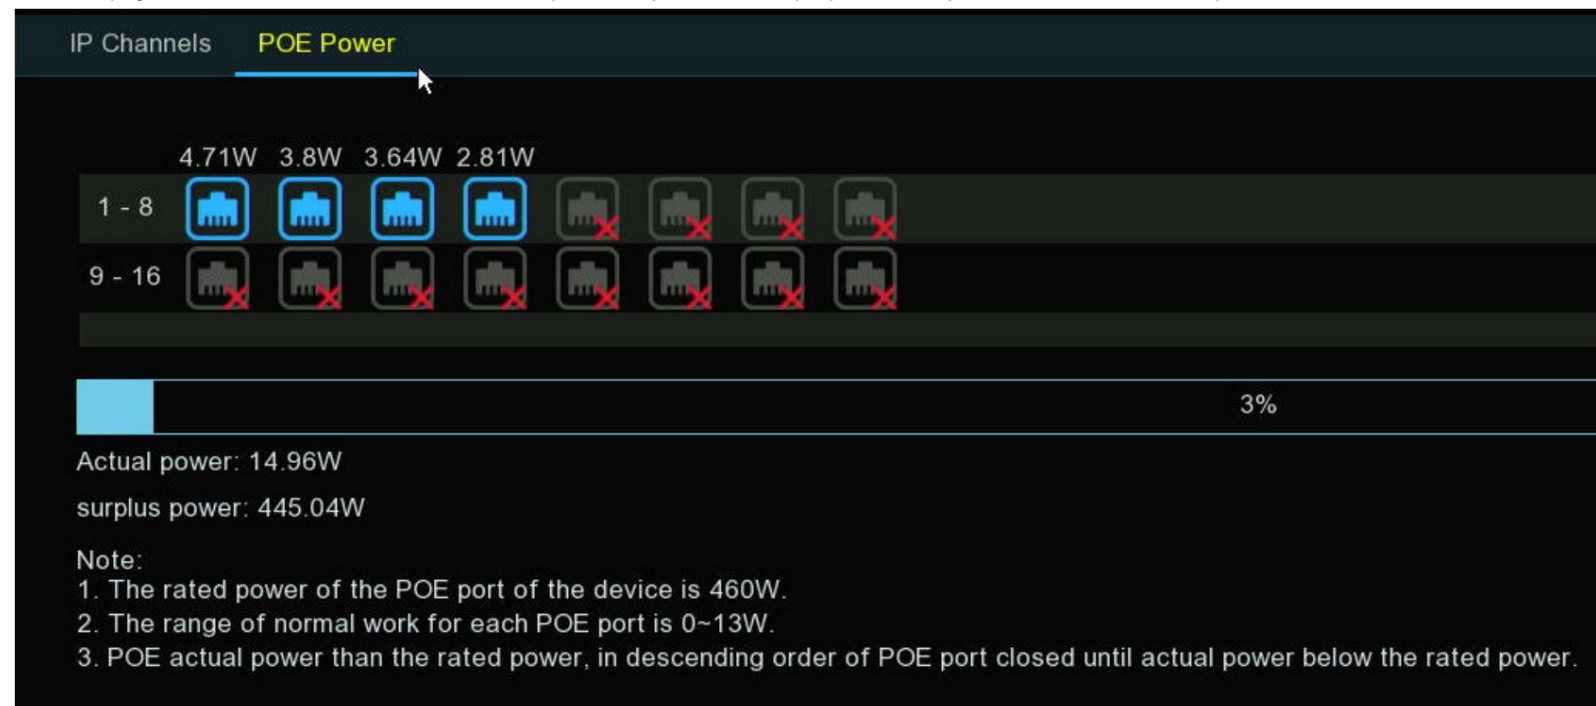 IP Channels POE Power
4.71W 3.8W 3.64W 2.81W
1 - 8
9 - 16
3%
Actual power: 14.96W
surplus power: 445.04W
Note:
1. The rated power of the POE port of the device is 460W.
2. The range of normal work for each POE port is 0~13W.
3. POE actual power than the rated power, in descending order of POE port closed until actual power below the rated power.